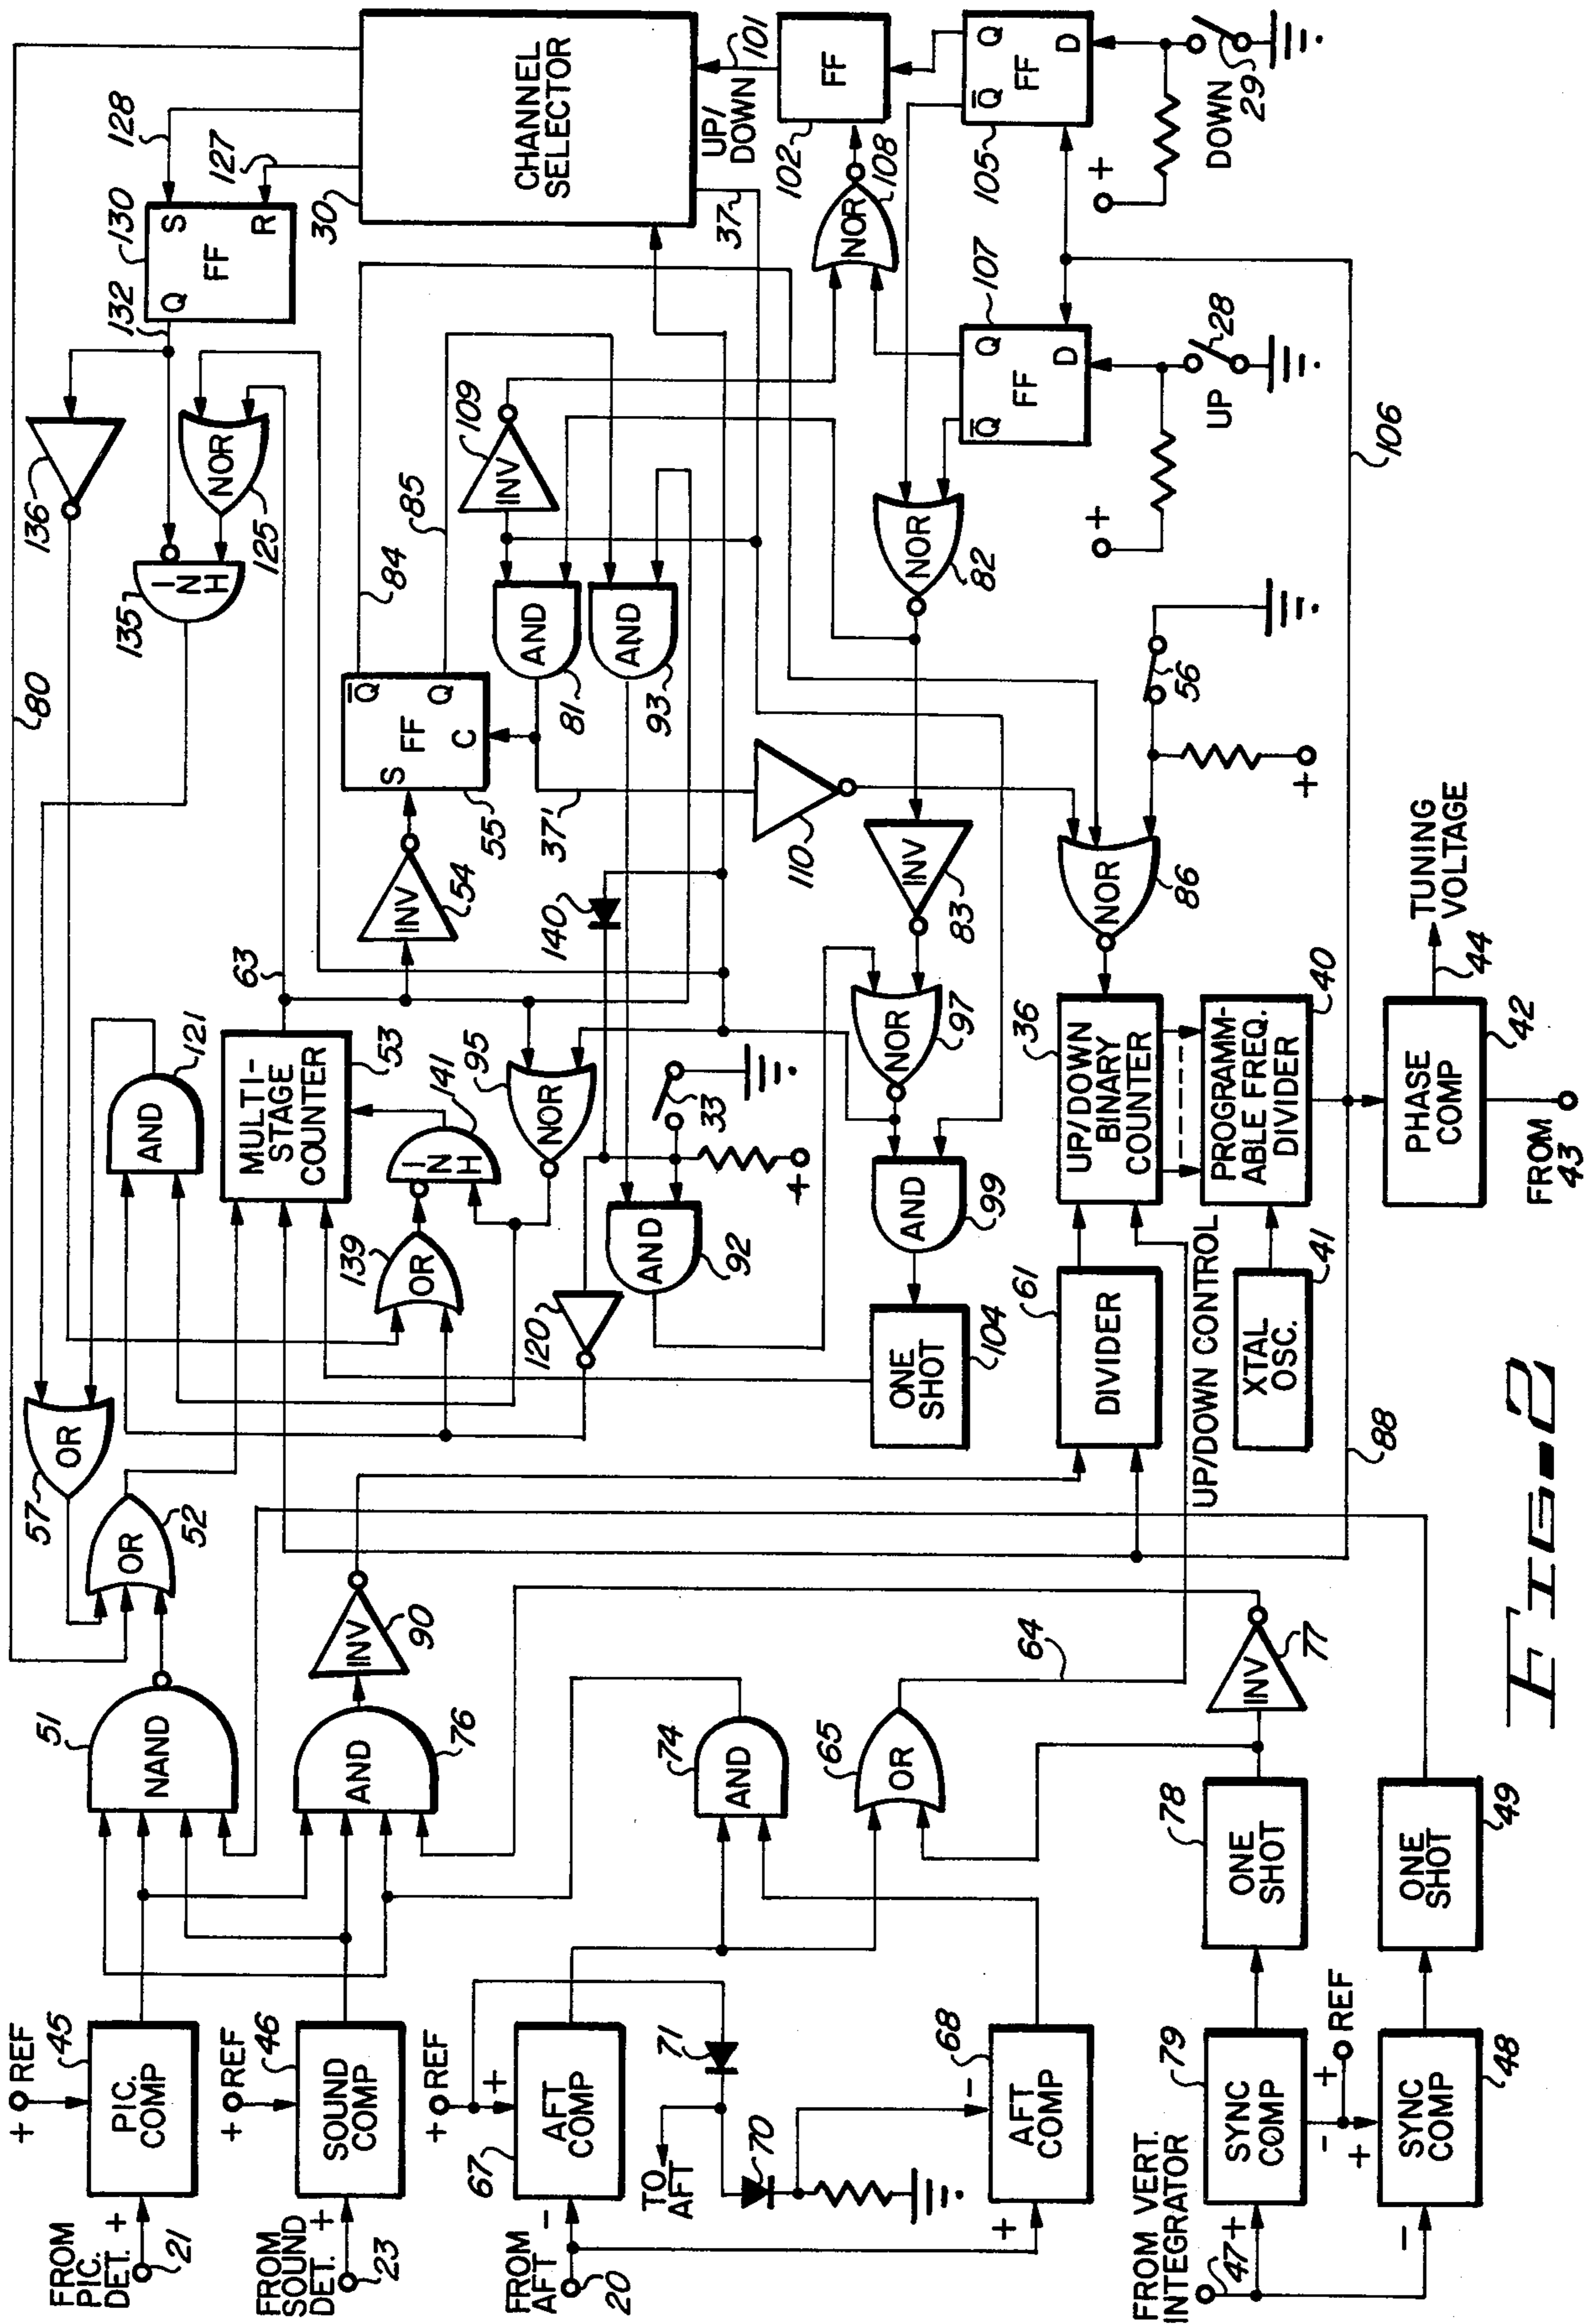 FROM PIC. DET. +
21
+ REF
45
PIC. COMP
FROM SOUND DET. +
23
+ REF
46
SOUND COMP
FROM AFT -
20
+ REF
+
67
AFT COMP
71
TO AFT
70
-
68
AFT COMP
+
FROM VERT. INTEGRATOR
47
+
79
SYNC COMP
-
+
+ REF
-
SYNC COMP
48
51
NAND
AND
76
74
AND
65
OR
78
ONE SHOT
ONE SHOT
49
INV
90
64
INV
77
57
OR
OR
52
AND
121
MULTI-STAGE COUNTER
53
63
139
OR
INH
141
95
NOR
120
AND
92
33
+
140
ONE SHOT
104
AND
99
NOR
97
INV
83
110
61
DIVIDER
UP/DOWN CONTROL
36
UP/DOWN BINARY COUNTER
PROGRAMM-ABLE FREQ. DIVIDER
40
XTAL OSC.
41
88
PHASE COMP
42
FROM 43
44
TUNING VOLTAGE
NOR
86
56
+
80
136
135
INH
NOR
125
132
130
Q
S
FF
R
128
127
INV
54
S
Q̅
FF
Q
C
55
84
85
37'
AND
81
AND
93
INV
109
30
CHANNEL SELECTOR
37
UP/DOWN
101
FF
102
NOR
108
NOR
82
107
Q̅
Q
FF
D
105
Q̅
Q
FF
D
+
UP
28
+
DOWN
29
106
FIG-2